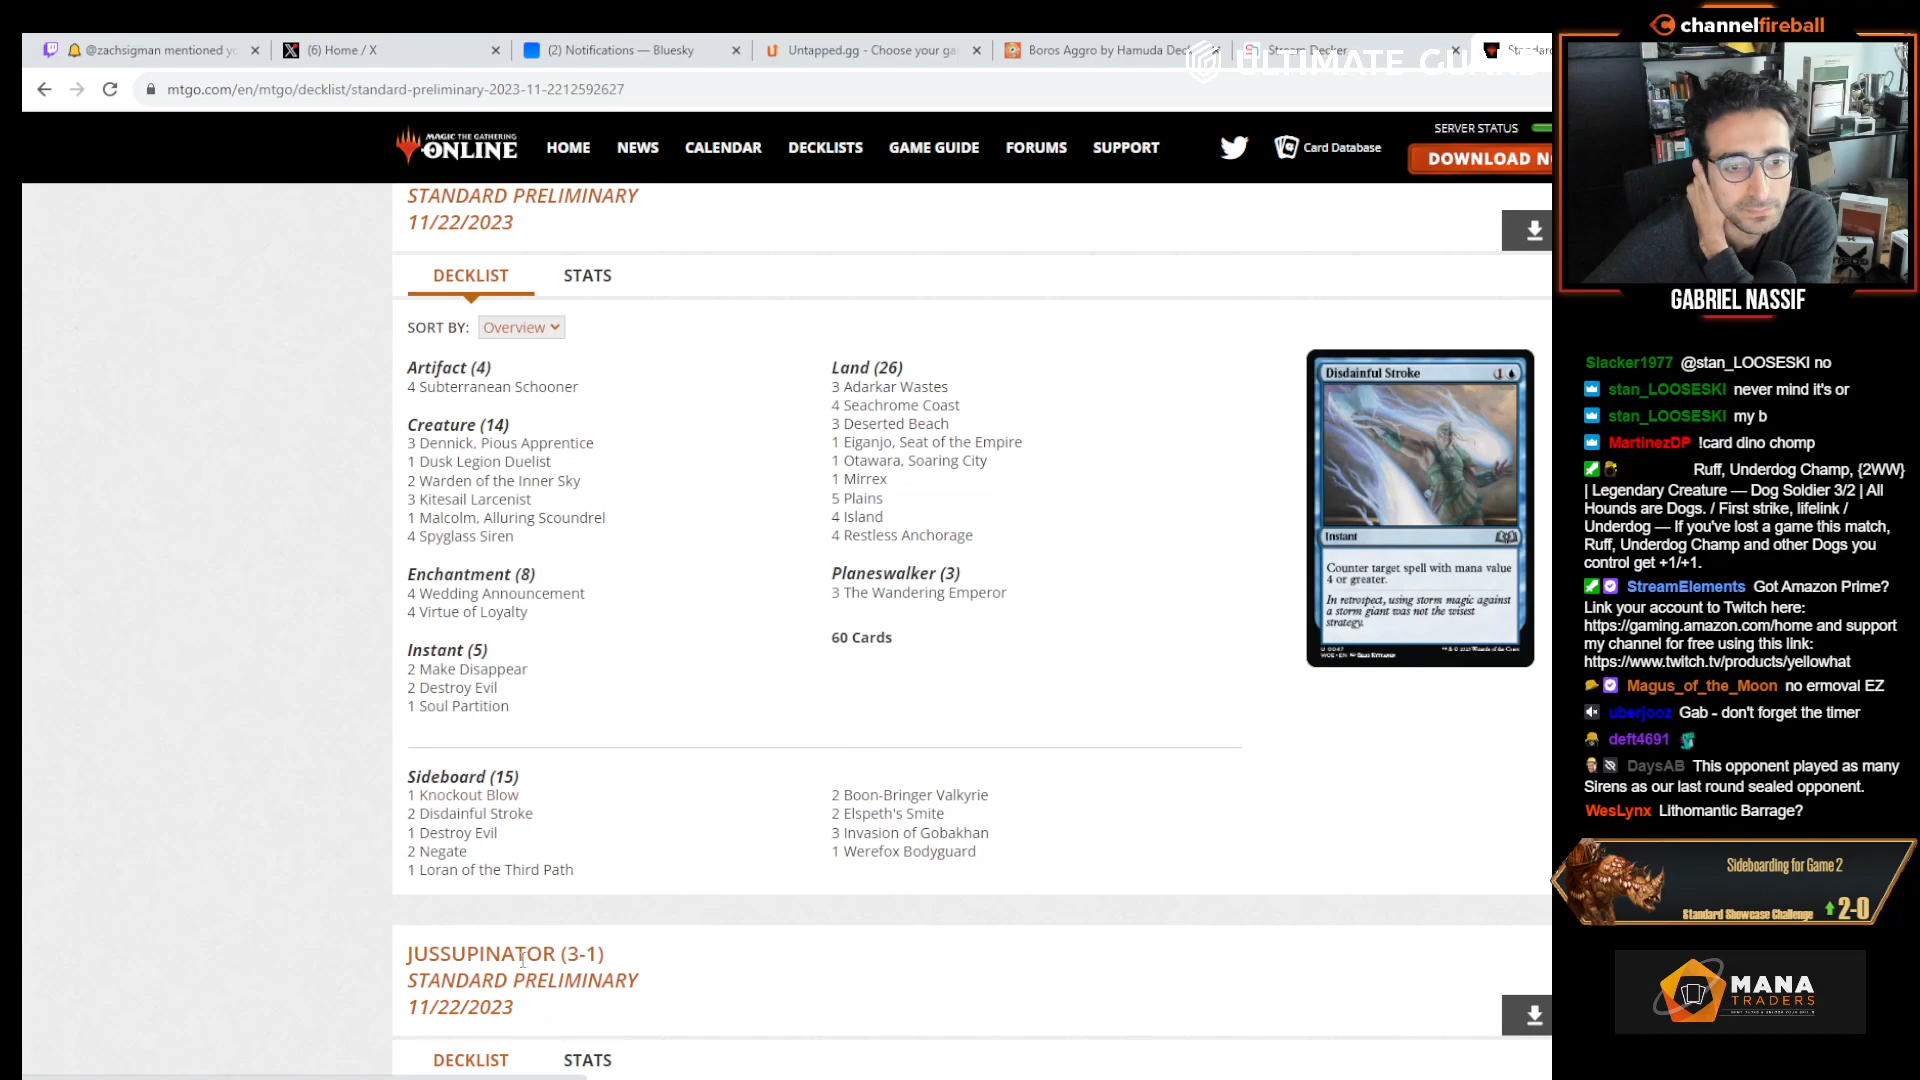 @zachsigman mentioned yo
(6) Home / X
(2) Notifications — Bluesky
Untapped.gg - Choose your ga
Boros Aggro by Hamuda Deck
Stream Decker
Standard
ULTIMATE GUARD
mtgo.com/en/mtgo/decklist/standard-preliminary-2023-11-2212592627
MAGIC THE GATHERING
ONLINE
HOME
NEWS
CALENDAR
DECKLISTS
GAME GUIDE
FORUMS
SUPPORT
Card Database
SERVER STATUS
DOWNLOAD N
STANDARD PRELIMINARY
11/22/2023
DECKLIST
STATS
SORT BY: Overview
Artifact (4)
4 Subterranean Schooner
Creature (14)
3 Dennick, Pious Apprentice
1 Dusk Legion Duelist
2 Warden of the Inner Sky
3 Kitesail Larcenist
1 Malcolm, Alluring Scoundrel
4 Spyglass Siren
Enchantment (8)
4 Wedding Announcement
4 Virtue of Loyalty
Instant (5)
2 Make Disappear
2 Destroy Evil
1 Soul Partition
Land (26)
3 Adarkar Wastes
4 Seachrome Coast
3 Deserted Beach
1 Eiganjo, Seat of the Empire
1 Otawara, Soaring City
1 Mirrex
5 Plains
4 Island
4 Restless Anchorage
Planeswalker (3)
3 The Wandering Emperor
60 Cards
Disdainful Stroke 1
Instant
Counter target spell with mana value
4 or greater.
In retrospect, using storm magic against
a storm giant was not the wisest
strategy.
U 0047
Sideboard (15)
1 Knockout Blow
2 Disdainful Stroke
1 Destroy Evil
2 Negate
1 Loran of the Third Path
2 Boon-Bringer Valkyrie
2 Elspeth's Smite
3 Invasion of Gobakhan
1 Werefox Bodyguard
JUSSUPINATOR (3-1)
STANDARD PRELIMINARY
11/22/2023
DECKLIST
STATS
channelfireball
GABRIEL NASSIF
Slacker1977 @stan_LOOSESKI no
stan_LOOSESKI never mind it's or
stan_LOOSESKI my b
MartinezDP !card dino chomp
Ruff, Underdog Champ, {2WW}
| Legendary Creature — Dog Soldier 3/2 | All
Hounds are Dogs. / First strike, lifelink /
Underdog — If you've lost a game this match,
Ruff, Underdog Champ and other Dogs you
control get +1/+1.
StreamElements Got Amazon Prime?
Link your account to Twitch here:
https://gaming.amazon.com/home and support
my channel for free using this link:
https://www.twitch.tv/products/yellowhat
Magus_of_the_Moon no ermoval EZ
uberjooz Gab - don't forget the timer
deft4691
DaysAB This opponent played as many
Sirens as our last round sealed opponent.
WesLynx Lithomantic Barrage?
Sideboarding for Game 2
Standard Showcase Challenge 2-0
MANA
TRADERS